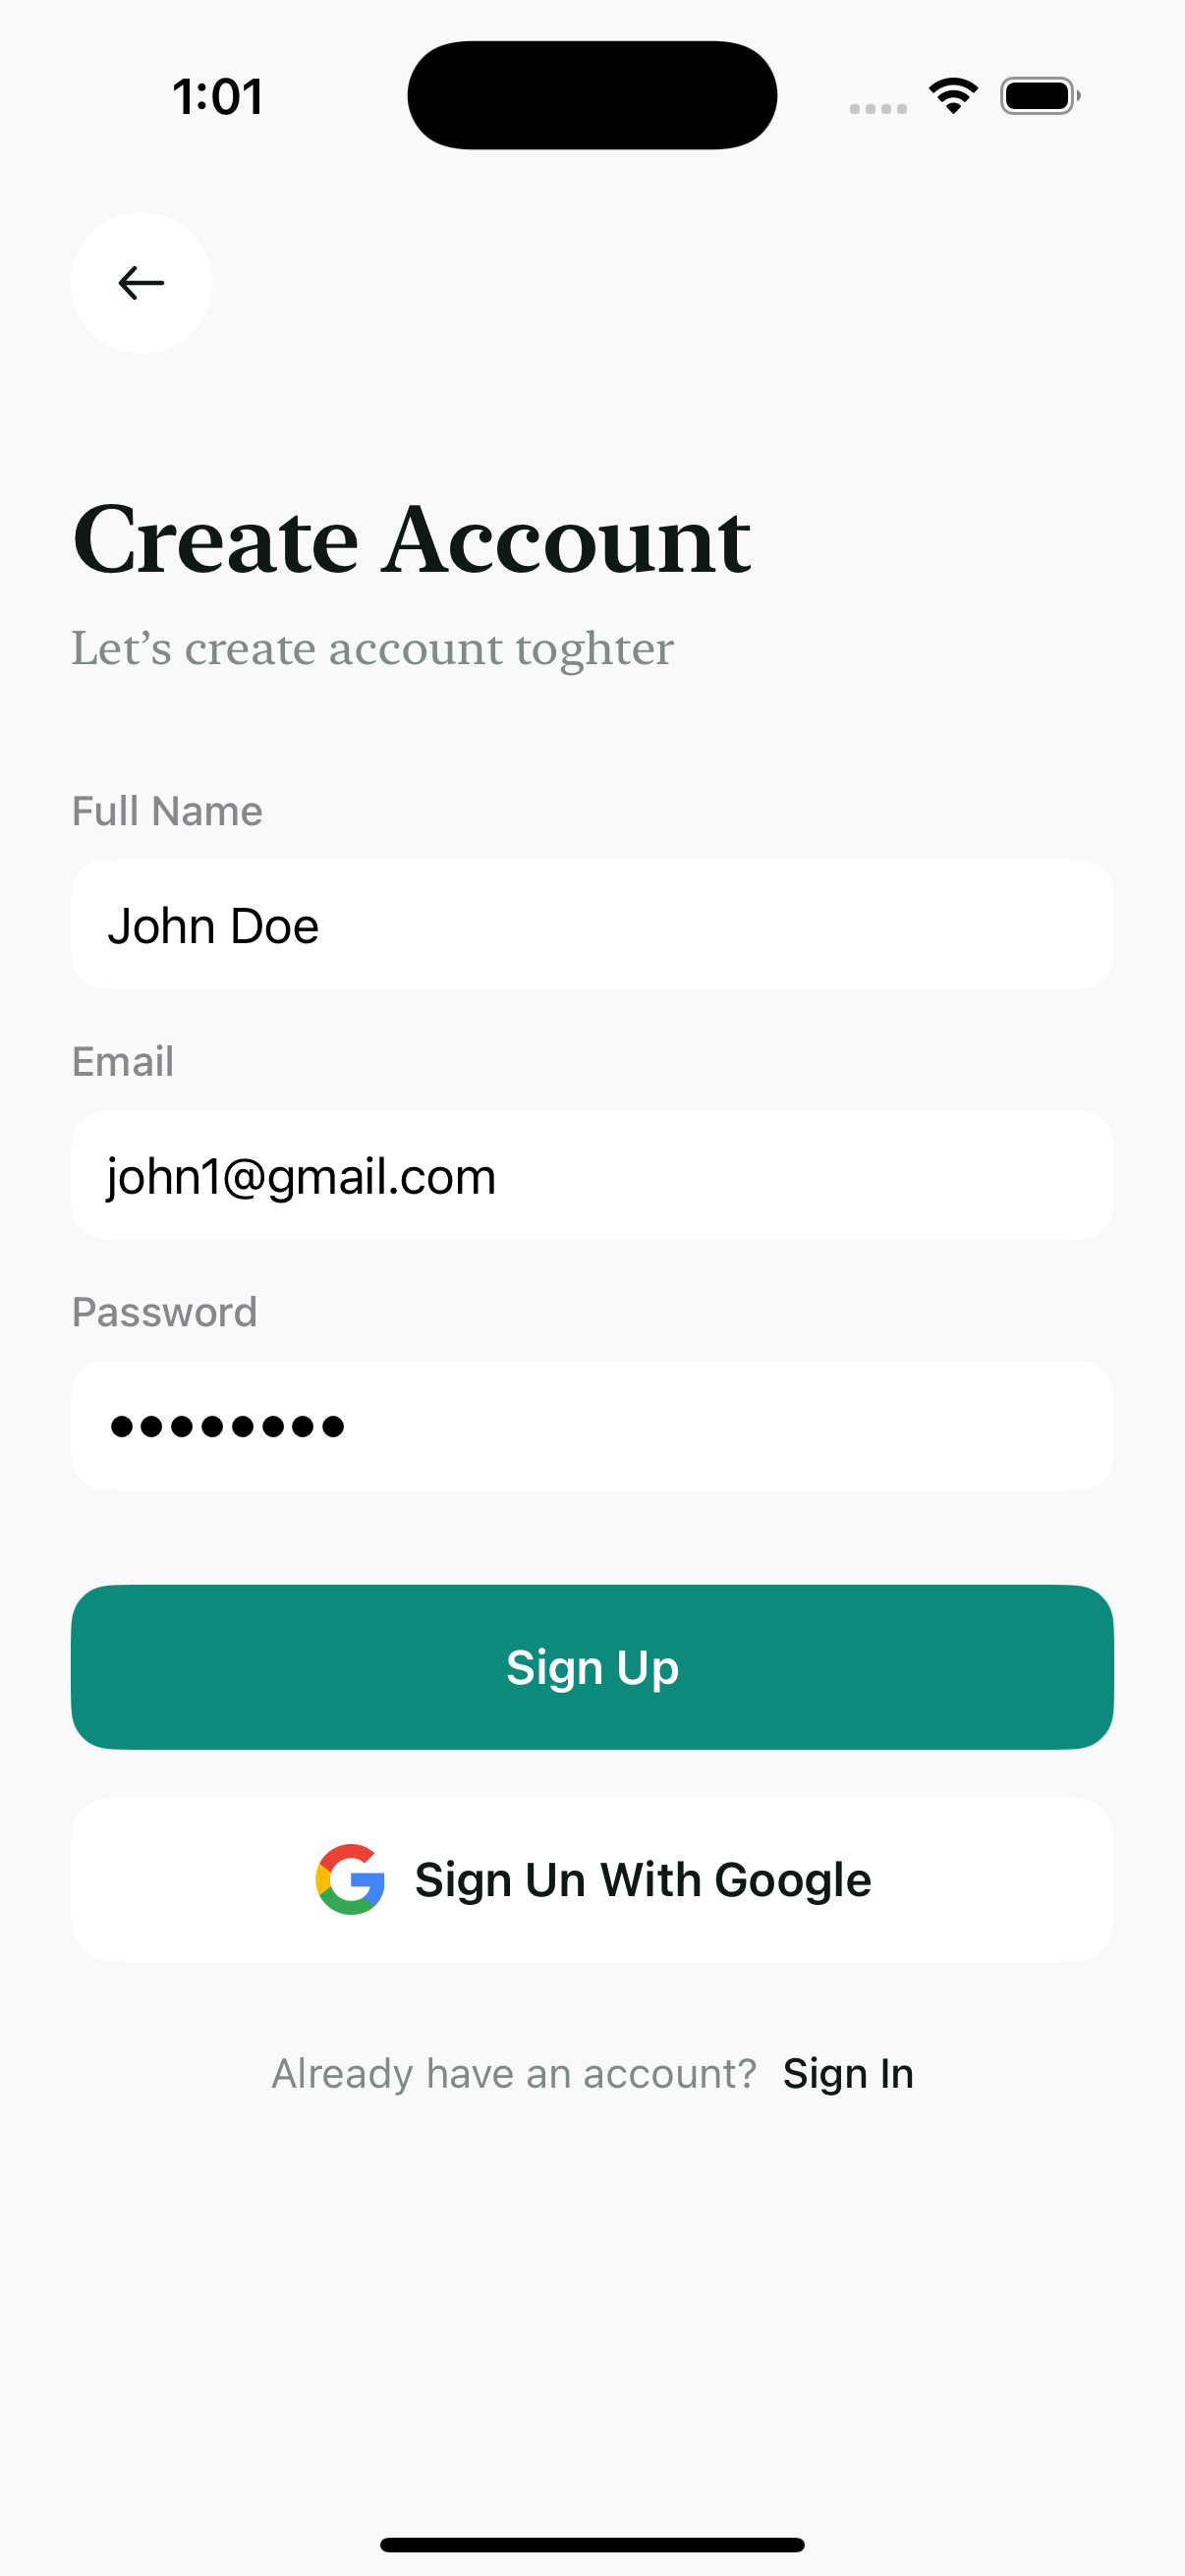 1:01
Create Account
Let’s create account toghter
Full Name
John Doe
Email
john1@gmail.com
Password
Sign Up
Sign Un With Google
Already have an account? Sign In